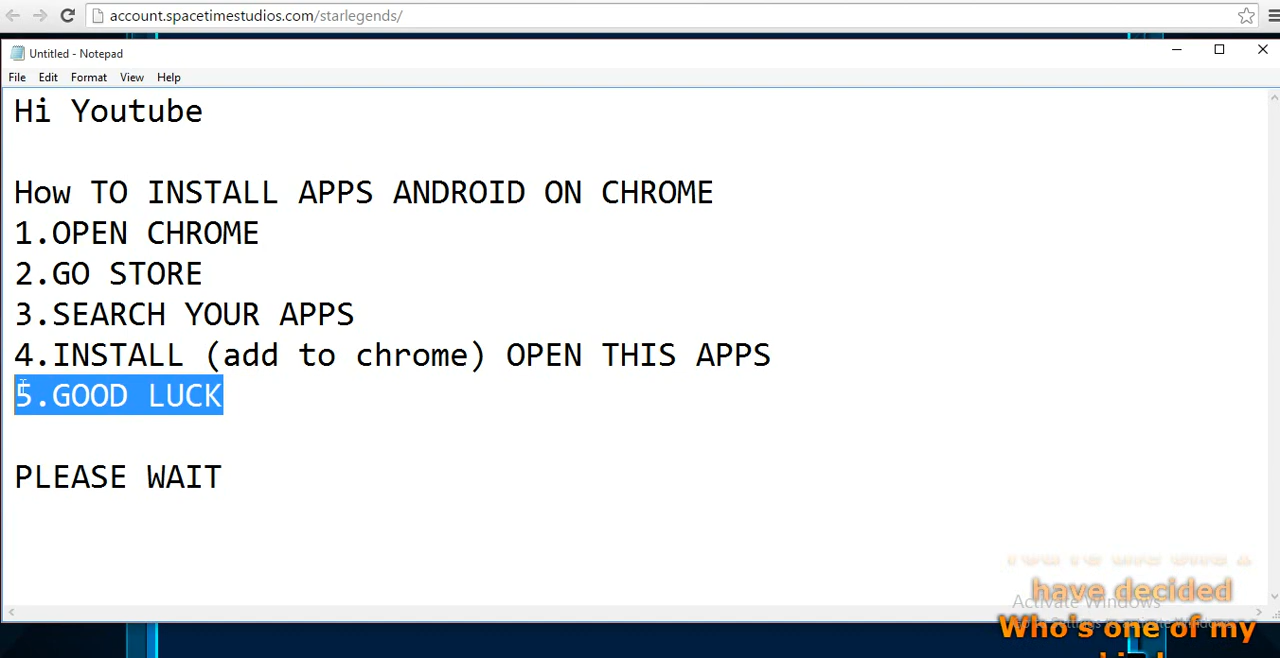 account.spacetimestudios.com/starlegends/
Untitled - Notepad
File Edit Format View Help
Hi Youtube
How TO INSTALL APPS ANDROID ON CHROME
1.OPEN CHROME
2.GO STORE
3.SEARCH YOUR APPS
4.INSTALL (add to chrome) OPEN THIS APPS
5.GOOD LUCK
PLEASE WAIT
have decided
Activate Windows
Who's one of my